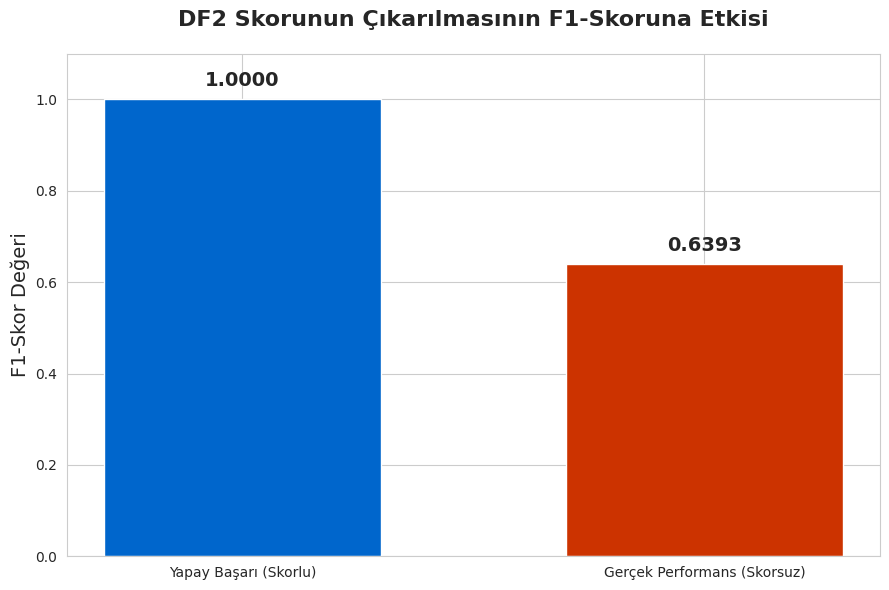 DF2 Skorunun Çıkarılmasının F1-Skoruna Etkisi
1.0000
0.6393
F1-Skor Değeri
1.0
0.8
0.6
0.4
0.2
0.0
Yapay Başarı (Skorlu)
Gerçek Performans (Skorsuz)